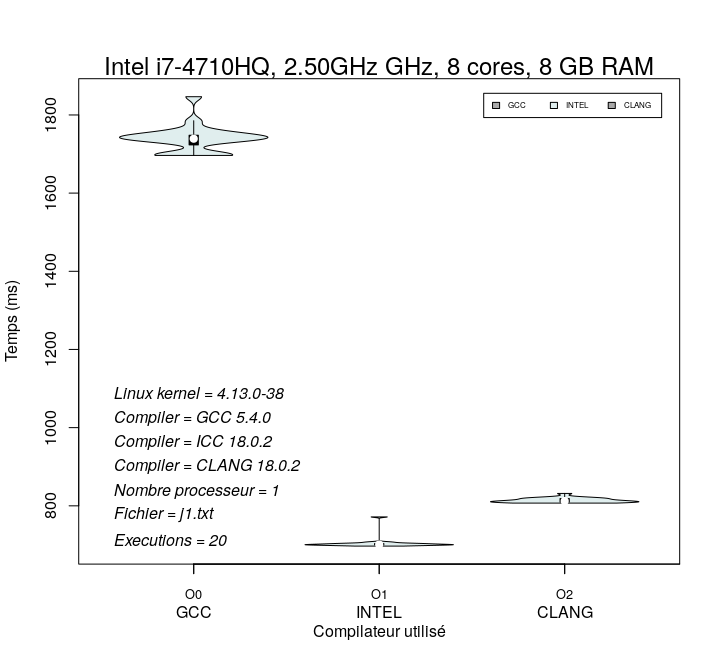 Intel i7-4710HQ, 2.50GHz GHz, 8 cores, 8 GB RAM
GCC INTEL CLANG
Temps (ms)
1800
1600
1400
1200
1000
800
Linux kernel = 4.13.0-38
Compiler = GCC 5.4.0
Compiler = ICC 18.0.2
Compiler = CLANG 18.0.2
Nombre processeur = 1
Fichier = j1.txt
Executions = 20
O0 O1 O2
GCC INTEL CLANG
Compilateur utilisé